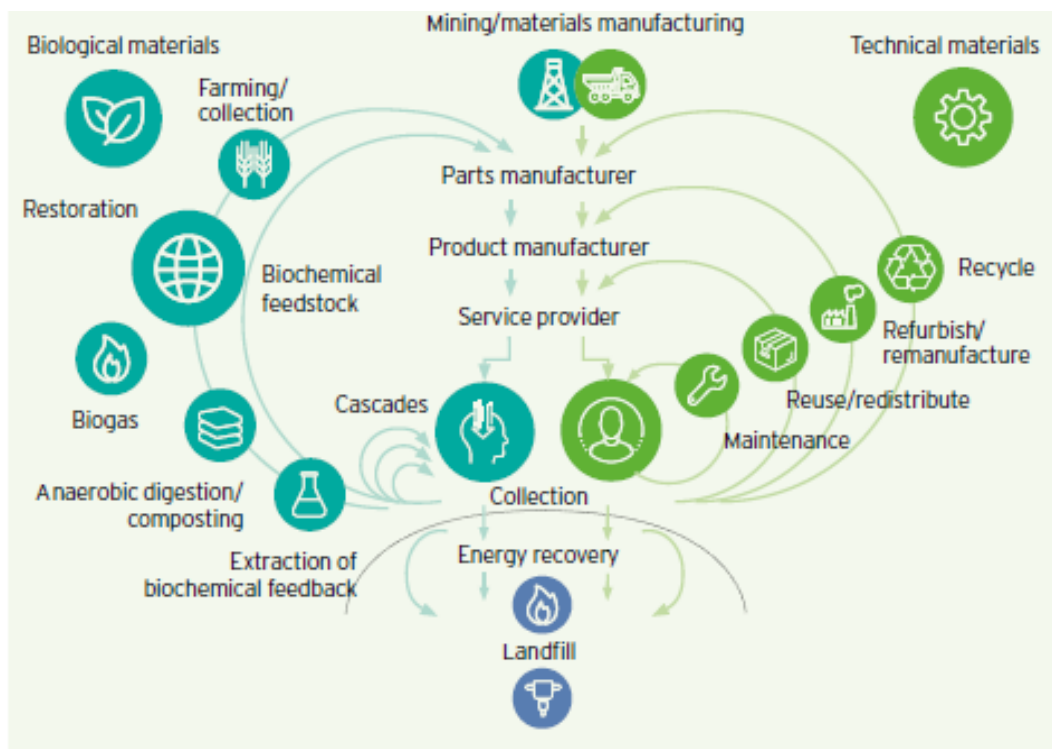 Mining/materials manufacturing
Biological materials
Technical materials
Farming/
collection
Parts manufacturer
Restoration
Product manufacturer
Biochemical
feedstock
Recycle
Service provider
Refurbish/
remanufacture
Biogas
Cascades
Reuse/redistribute
Maintenance
Anaerobic digestion/
composting
Collection
Extraction of
biochemical feedback
Energy recovery
Landfill